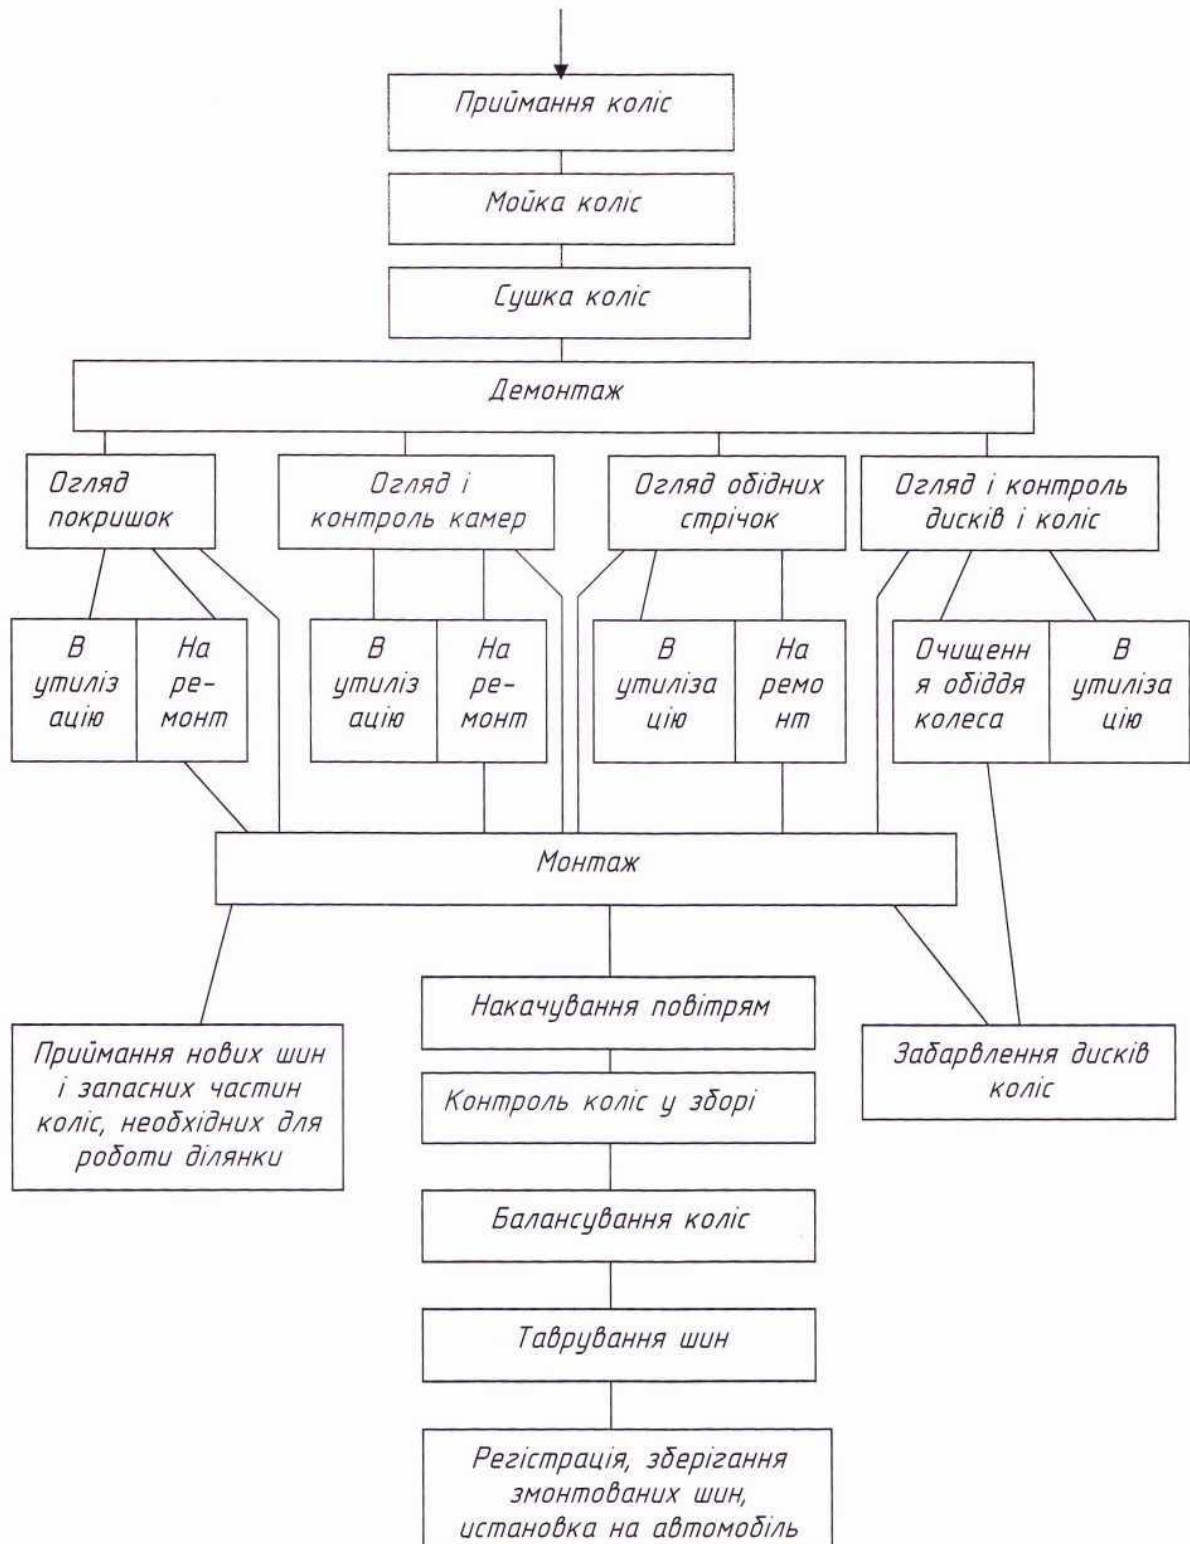 Приймання коліс
Мойка коліс
Сушка коліс
Демонтаж
Огляд
покришок
Огляд і
контроль камер
Огляд обідних
стрічок
Огляд і контроль
дисків і коліс
В
утиліз
ацію
На
ре-
монт
В
утиліз
ацію
На
ре-
монт
В
утиліза
цію
На
ремо
нт
Очищенн
я обіддя
колеса
В
утиліза
цію
Монтаж
Накачування повітрям
Приймання нових шин
і запасних частин
коліс, необхідних для
роботи ділянки
Забарвлення дисків
коліс
Контроль коліс у зборі
Балансування коліс
Таврування шин
Регістрація, зберігання
змонтованих шин,
истановка на автомобіль